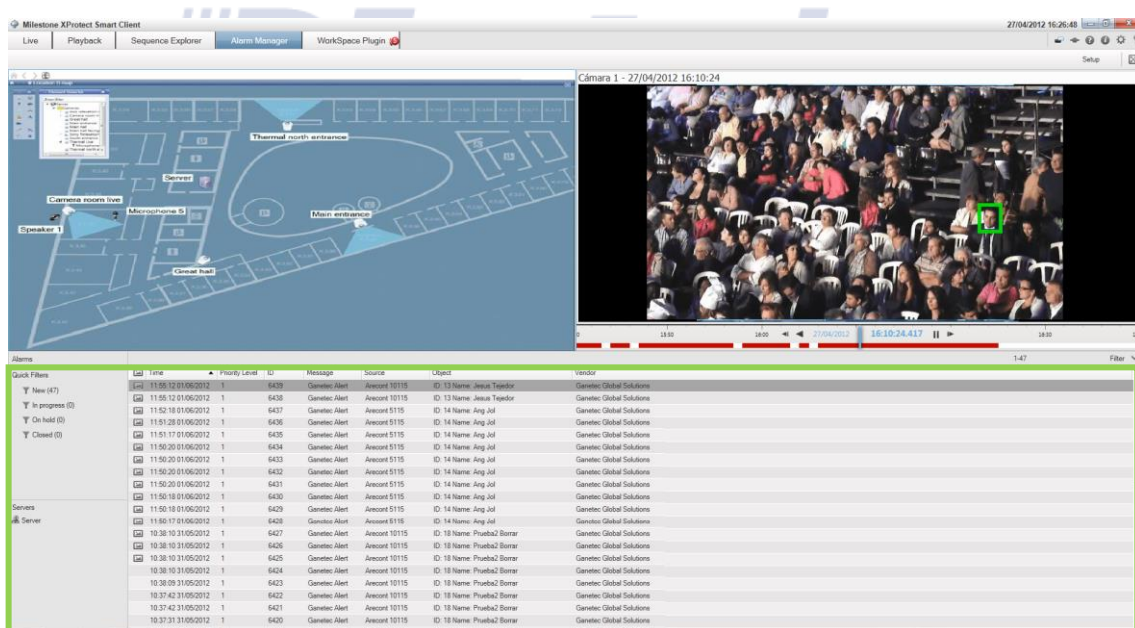 Milestone XProtect Smart Client
27/04/2012 16:26:48
Live Playback Sequence Explorer Alarm Manager WorkSpace Plugin
Setup
Cámara 1 - 27/04/2012 16:10:24
Thermal north entrance
Server
Camera room live
Microphone 5
Main entrance
Speaker 1
Great hall
15:50 16:00 27/04/2012 16:10:24.417 16:30
Alarms 1-47 Filter
Quick Filters
New (47)
In progress (0)
On hold (0)
Closed (0)
Servers
Server
Time Priority Level ID Message Source Object Vendor
11:55:12 01/06/2012 1 6439 Ganetec Alert Arecont 10115 ID: 13 Name: Jesus Tejedor Ganetec Global Solutions
11:55:12 01/06/2012 1 6438 Ganetec Alert Arecont 10115 ID: 13 Name: Jesus Tejedor Ganetec Global Solutions
11:52:18 01/06/2012 1 6437 Ganetec Alert Arecont 5115 ID: 14 Name: Ang Jol Ganetec Global Solutions
11:51:28 01/06/2012 1 6436 Ganetec Alert Arecont 5115 ID: 14 Name: Ang Jol Ganetec Global Solutions
11:51:17 01/06/2012 1 6435 Ganetec Alert Arecont 5115 ID: 14 Name: Ang Jol Ganetec Global Solutions
11:50:20 01/06/2012 1 6434 Ganetec Alert Arecont 5115 ID: 14 Name: Ang Jol Ganetec Global Solutions
11:50:20 01/06/2012 1 6433 Ganetec Alert Arecont 5115 ID: 14 Name: Ang Jol Ganetec Global Solutions
11:50:20 01/06/2012 1 6432 Ganetec Alert Arecont 5115 ID: 14 Name: Ang Jol Ganetec Global Solutions
11:50:20 01/06/2012 1 6431 Ganetec Alert Arecont 5115 ID: 14 Name: Ang Jol Ganetec Global Solutions
11:50:18 01/06/2012 1 6430 Ganetec Alert Arecont 5115 ID: 14 Name: Ang Jol Ganetec Global Solutions
11:50:18 01/06/2012 1 6429 Ganetec Alert Arecont 5115 ID: 14 Name: Ang Jol Ganetec Global Solutions
11:50:17 01/06/2012 1 6428 Ganetec Alert Arecont 5115 ID: 14 Name: Ang Jol Ganetec Global Solutions
10:38:10 31/05/2012 1 6427 Ganetec Alert Arecont 10115 ID: 18 Name: Prueba2 Borrar Ganetec Global Solutions
10:38:10 31/05/2012 1 6426 Ganetec Alert Arecont 10115 ID: 18 Name: Prueba2 Borrar Ganetec Global Solutions
10:38:10 31/05/2012 1 6425 Ganetec Alert Arecont 10115 ID: 18 Name: Prueba2 Borrar Ganetec Global Solutions
10:38:10 31/05/2012 1 6424 Ganetec Alert Arecont 10115 ID: 18 Name: Prueba2 Borrar Ganetec Global Solutions
10:38:09 31/05/2012 1 6423 Ganetec Alert Arecont 10115 ID: 18 Name: Prueba2 Borrar Ganetec Global Solutions
10:37:42 31/05/2012 1 6422 Ganetec Alert Arecont 10115 ID: 18 Name: Prueba2 Borrar Ganetec Global Solutions
10:37:42 31/05/2012 1 6421 Ganetec Alert Arecont 10115 ID: 18 Name: Prueba2 Borrar Ganetec Global Solutions
10:37:31 31/05/2012 1 6420 Ganetec Alert Arecont 10115 ID: 18 Name: Prueba2 Borrar Ganetec Global Solutions